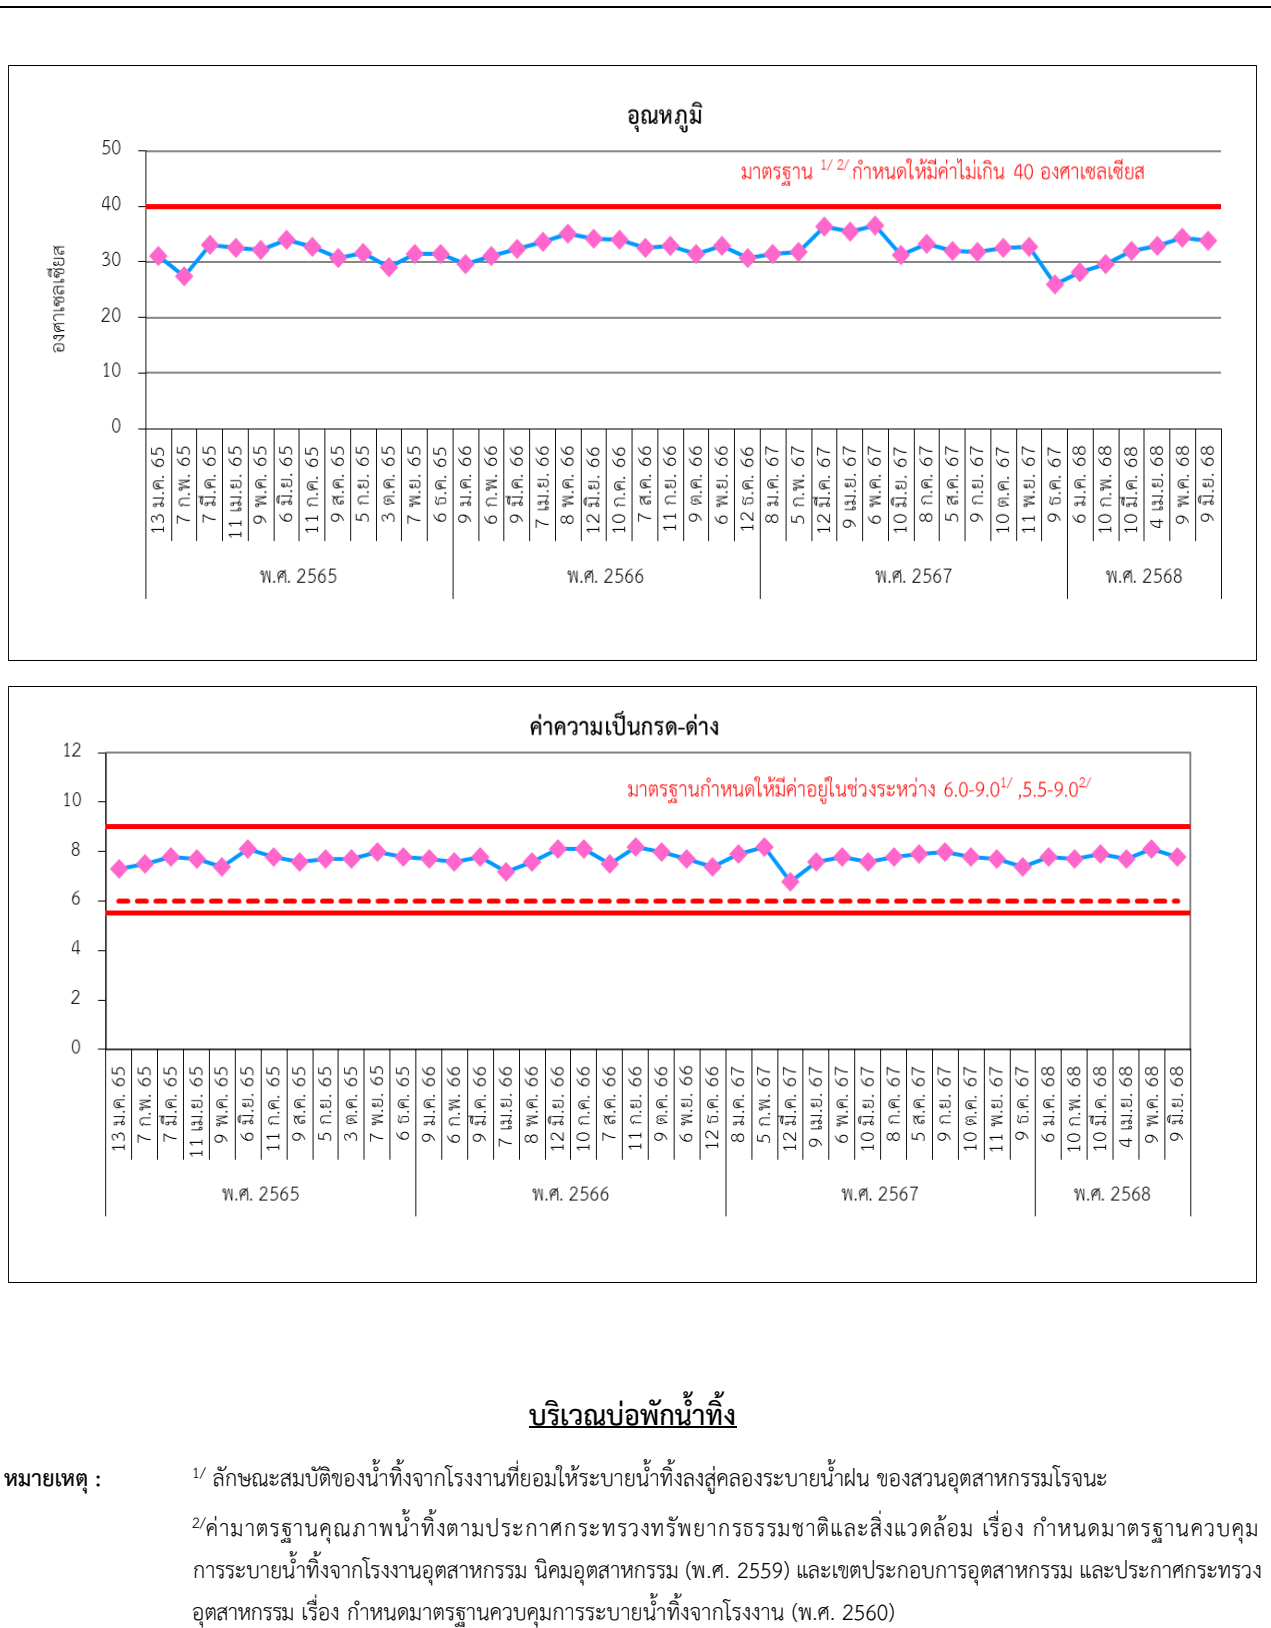 อุณหภูมิ
มาตรฐาน 1/ 2/ กำหนดให้มีค่าไม่เกิน 40 องศาเซลเซียส
องศาเซลเซียส
50
40
30
20
10
0
13 ม.ค. 65
7 ก.พ. 65
7 มี.ค. 65
11 เม.ย. 65
9 พ.ค. 65
6 มิ.ย. 65
11 ก.ค. 65
9 ส.ค. 65
5 ก.ย. 65
3 ต.ค. 65
7 พ.ย. 65
6 ธ.ค. 65
9 ม.ค. 66
6 ก.พ. 66
9 มี.ค. 66
7 เม.ย. 66
8 พ.ค. 66
12 มิ.ย. 66
10 ก.ค. 66
7 ส.ค. 66
11 ก.ย. 66
9 ต.ค. 66
6 พ.ย. 66
12 ธ.ค. 66
8 ม.ค. 67
5 ก.พ. 67
12 มี.ค. 67
9 เม.ย. 67
6 พ.ค. 67
10 มิ.ย. 67
8 ก.ค. 67
5 ส.ค. 67
9 ก.ย. 67
10 ต.ค. 67
11 พ.ย. 67
9 ธ.ค. 67
6 ม.ค. 68
10 ก.พ. 68
10 มี.ค. 68
4 เม.ย. 68
9 พ.ค. 68
9 มิ.ย. 68
พ.ศ. 2565 พ.ศ. 2566 พ.ศ. 2567 พ.ศ. 2568
ค่าความเป็นกรด-ด่าง
มาตรฐานกำหนดให้มีค่าอยู่ในช่วงระหว่าง 6.0-9.01/ ,5.5-9.02/
12
10
8
6
4
2
0
13 ม.ค. 65
7 ก.พ. 65
7 มี.ค. 65
11 เม.ย. 65
9 พ.ค. 65
6 มิ.ย. 65
11 ก.ค. 65
9 ส.ค. 65
5 ก.ย. 65
3 ต.ค. 65
7 พ.ย. 65
6 ธ.ค. 65
9 ม.ค. 66
6 ก.พ. 66
9 มี.ค. 66
7 เม.ย. 66
8 พ.ค. 66
12 มิ.ย. 66
10 ก.ค. 66
7 ส.ค. 66
11 ก.ย. 66
9 ต.ค. 66
6 พ.ย. 66
12 ธ.ค. 66
8 ม.ค. 67
5 ก.พ. 67
12 มี.ค. 67
9 เม.ย. 67
6 พ.ค. 67
10 มิ.ย. 67
8 ก.ค. 67
5 ส.ค. 67
9 ก.ย. 67
10 ต.ค. 67
11 พ.ย. 67
9 ธ.ค. 67
6 ม.ค. 68
10 ก.พ. 68
10 มี.ค. 68
4 เม.ย. 68
9 พ.ค. 68
9 มิ.ย. 68
พ.ศ. 2565 พ.ศ. 2566 พ.ศ. 2567 พ.ศ. 2568
บริเวณบ่อพักน้ำทิ้ง
หมายเหตุ : 1/ ลักษณะสมบัติของน้ำทิ้งจากโรงงานที่ยอมให้ระบายน้ำทิ้งลงสู่คลองระบายน้ำฝน ของสวนอุตสาหกรรมโรจนะ
2/ค่ามาตรฐานคุณภาพน้ำทิ้งตามประกาศกระทรวงทรัพยากรธรรมชาติและสิ่งแวดล้อม เรื่อง กำหนดมาตรฐานควบคุม
การระบายน้ำทิ้งจากโรงงานอุตสาหกรรม นิคมอุตสาหกรรม (พ.ศ. 2559) และเขตประกอบการอุตสาหกรรม และประกาศกระทรวง
อุตสาหกรรม เรื่อง กำหนดมาตรฐานควบคุมการระบายน้ำทิ้งจากโรงงาน (พ.ศ. 2560)